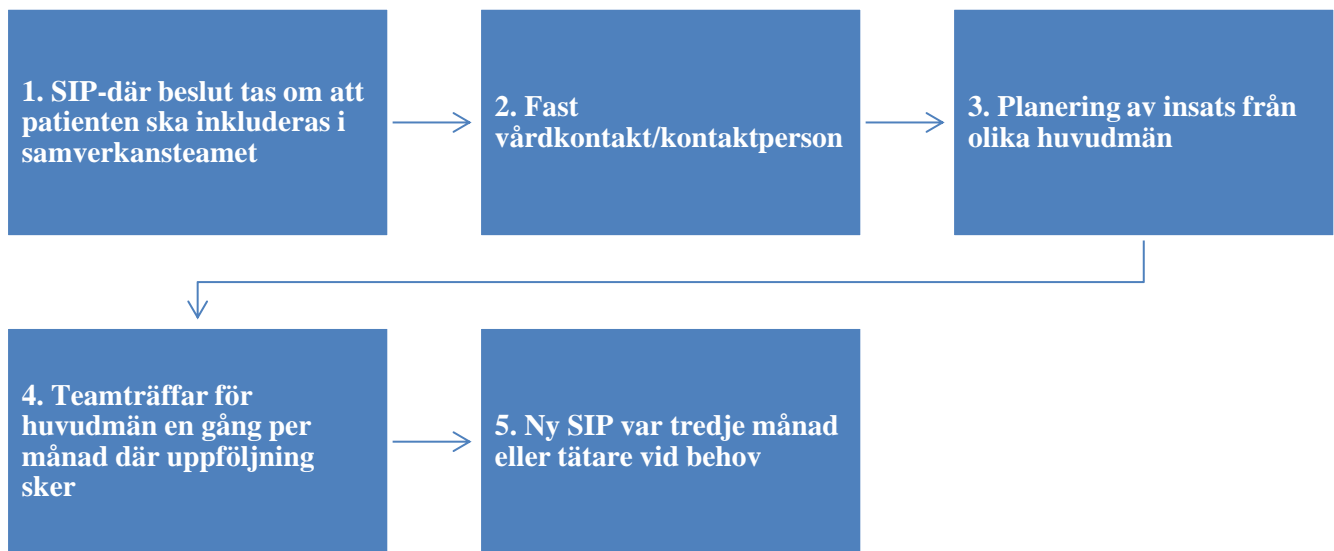 1. SIP-där beslut tas om att
patienten ska inkluderas i
samverkansteamet
2. Fast
vårdkontakt/kontaktperson
3. Planering av insats från
olika huvudmän
4. Teamträffar för
huvudmän en gång per
månad där uppföljning
sker
5. Ny SIP var tredje månad
eller tätare vid behov